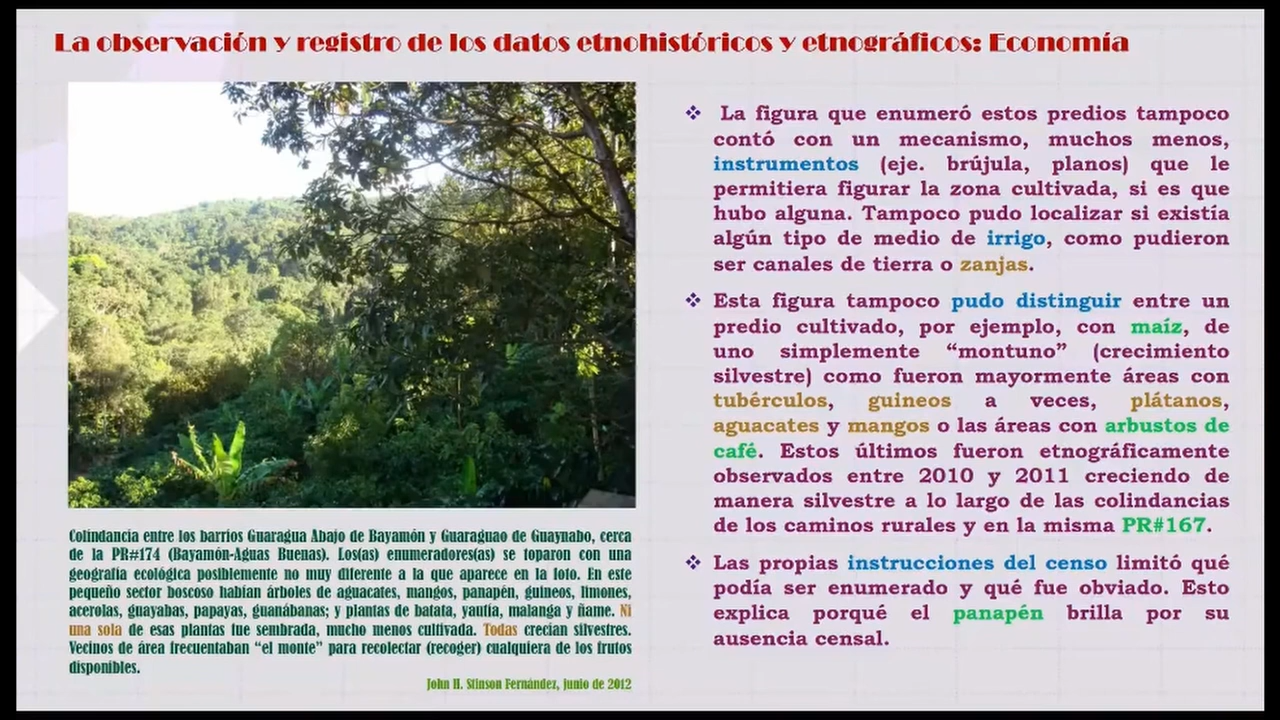 La observación y registro de los datos etnohistóricos y etnográficos: Economía
❖ La figura que enumeró estos predios tampoco
contó con un mecanismo, muchos menos,
instrumentos (eje. brújula, planos) que le
permitiera figurar la zona cultivada, si es que
hubo alguna. Tampoco pudo localizar si existía
algún tipo de medio de irrigo, como pudieron
ser canales de tierra o zanjas.
❖ Esta figura tampoco pudo distinguir entre un
predio cultivado, por ejemplo, con maíz, de
uno simplemente “montuno” (crecimiento
silvestre) como fueron mayormente áreas con
tubérculos, guineos a veces, plátanos,
aguacates y mangos o las áreas con arbustos de
café. Estos últimos fueron etnográficamente
observados entre 2010 y 2011 creciendo de
manera silvestre a lo largo de las colindancias
de los caminos rurales y en la misma PR#167.
❖ Las propias instrucciones del censo limitó qué
podía ser enumerado y qué fue obviado. Esto
explica porqué el panapén brilla por su
ausencia censal.
Colindancia entre los barrios Guaragua Abajo de Bayamón y Guaraguao de Guaynabo, cerca
de la PR#174 (Bayamón-Aguas Buenas). Los(as) enumeradores(as) se toparon con una
geografía ecológica posiblemente no muy diferente a la que aparece en la foto. En este
pequeño sector boscoso habían árboles de aguacates, mangos, panapén, guineos, limones,
acerolas, guayabas, papayas, guanábanas; y plantas de batata, yautía, malanga y ñame. Ni
una sola de esas plantas fue sembrada, mucho menos cultivada. Todas crecían silvestres.
Vecinos de área frecuentaban “el monte” para recolectar (recoger) cualquiera de los frutos
disponibles.
John H. Stinson Fernández, junio de 2012